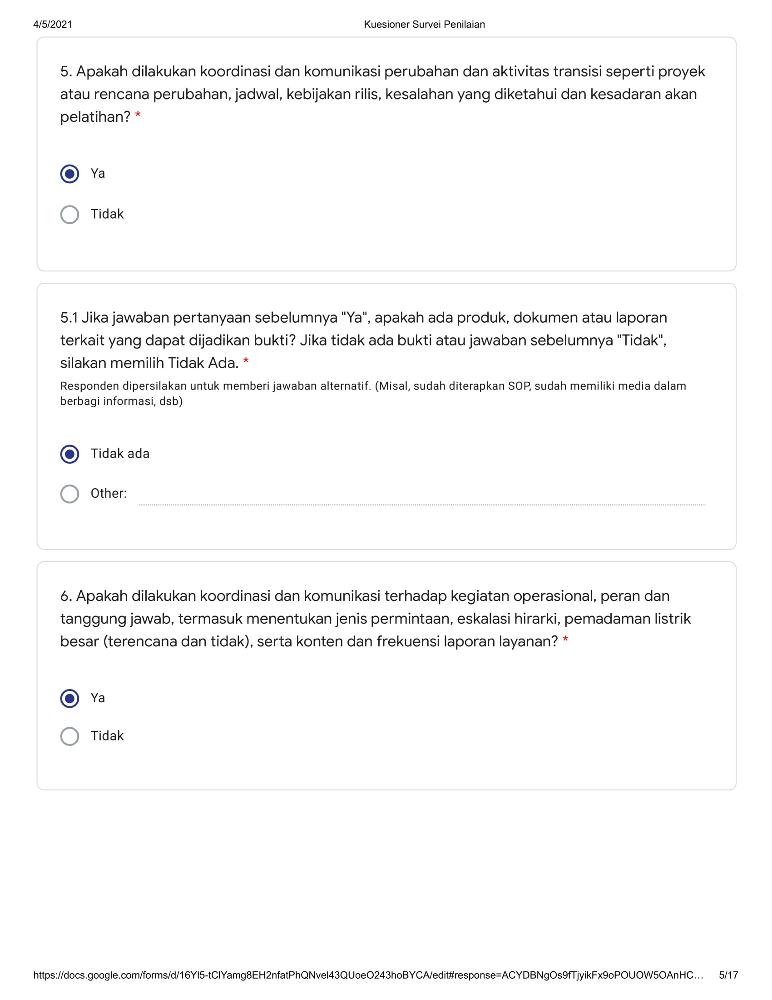 4/5/2021 Kuesioner Survei Penilaian
5. Apakah dilakukan koordinasi dan komunikasi perubahan dan aktivitas transisi seperti proyek
atau rencana perubahan, jadwal, kebijakan rilis, kesalahan yang diketahui dan kesadaran akan
pelatihan? *
Ya
Tidak
5.1 Jika jawaban pertanyaan sebelumnya "Ya", apakah ada produk, dokumen atau laporan
terkait yang dapat dijadikan bukti? Jika tidak ada bukti atau jawaban sebelumnya "Tidak",
silakan memilih Tidak Ada. *
Responden dipersilakan untuk memberi jawaban alternatif. (Misal, sudah diterapkan SOP, sudah memiliki media dalam
berbagi informasi, dsb)
Tidak ada
Other:
6. Apakah dilakukan koordinasi dan komunikasi terhadap kegiatan operasional, peran dan
tanggung jawab, termasuk menentukan jenis permintaan, eskalasi hirarki, pemadaman listrik
besar (terencana dan tidak), serta konten dan frekuensi laporan layanan? *
Ya
Tidak
https://docs.google.com/forms/d/16YI5-tClYamg8EH2nfatPhQNvel43QUoeO243hoBYCA/edit#response=ACYDBNgOs9fTjyikFx9oPOUOW5OAnHC… 5/17